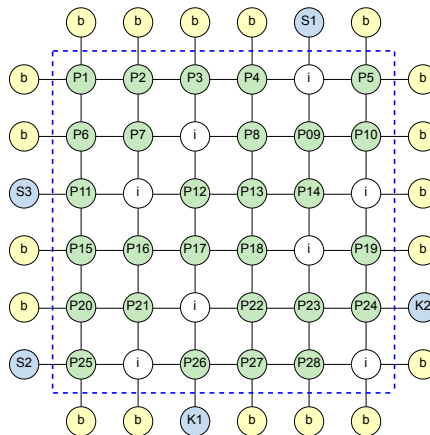 b b b b S1 b
b P1 P2 P3 P4 i P5 b
b P6 P7 i P8 P09 P10 b
S3 P11 i P12 P13 P14 i b
b P15 P16 P17 P18 i P19 b
b P20 P21 i P22 P23 P24 K2
S2 P25 i P26 P27 P28 i b
b b K1 b b b